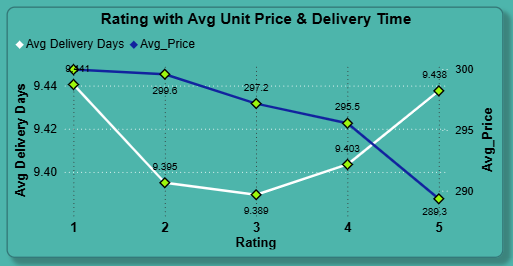 Rating with Avg Unit Price & Delivery Time
Avg Delivery Days Avg_Price
9.441
299.6
297.2
295.5
289.3
9.395
9.389
9.403
9.438
Avg Delivery Days
9.44
9.42
9.40
300
295
290
Avg_Price
1 2 3 4 5
Rating